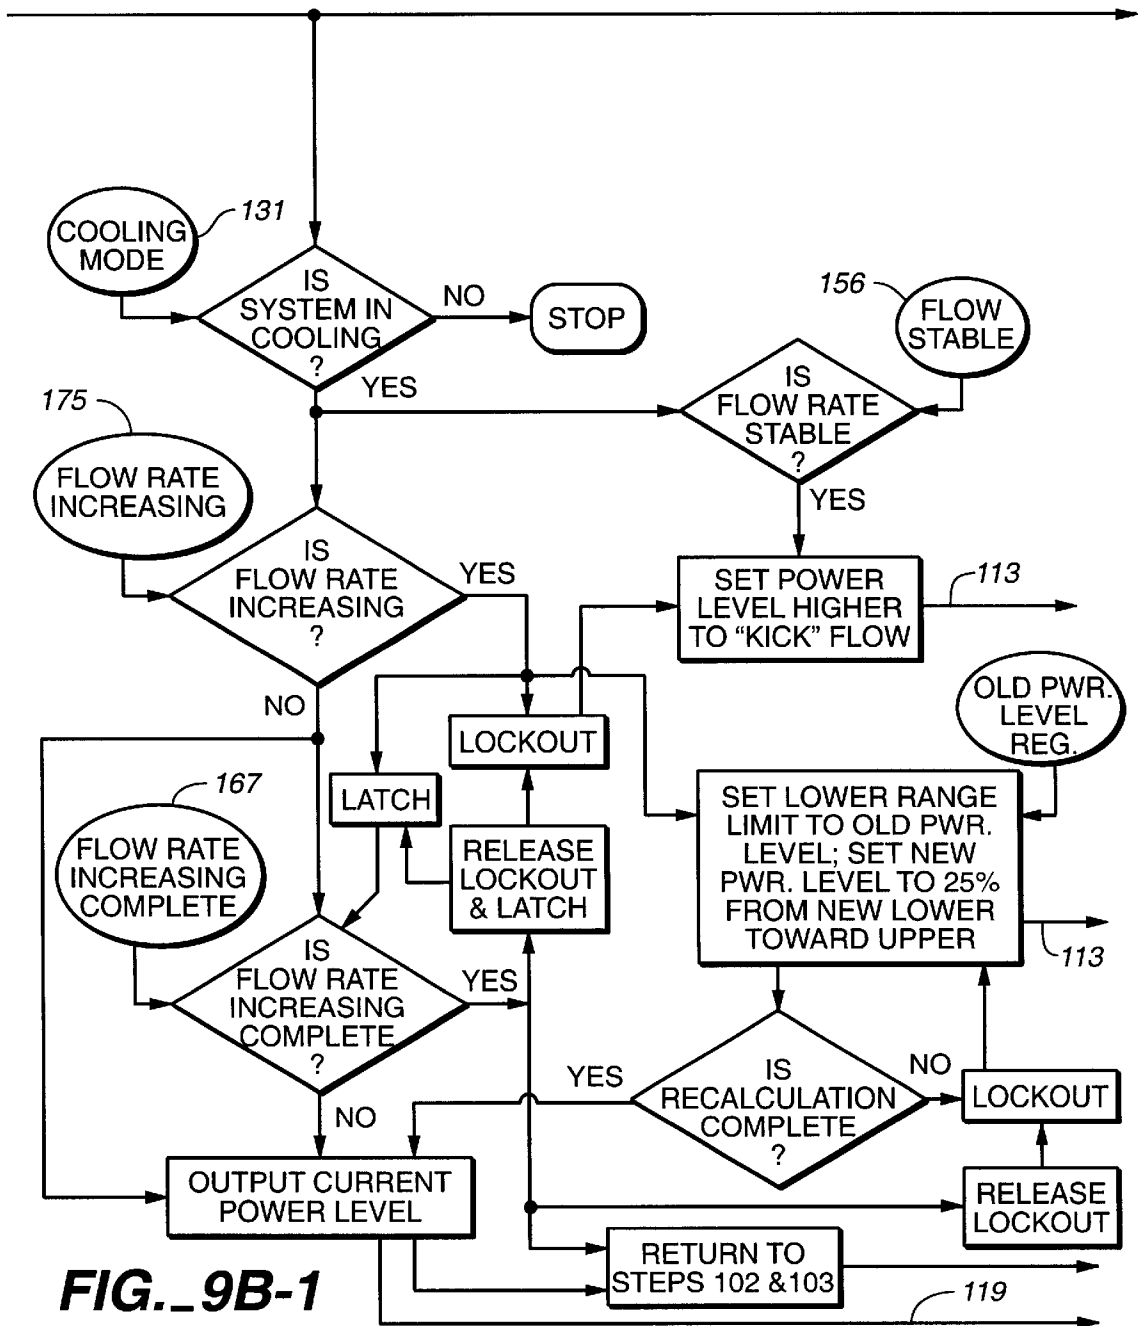 COOLING
MODE
131
IS
SYSTEM IN
COOLING
?
NO
STOP
YES
156
FLOW
STABLE
IS
FLOW RATE
STABLE
?
YES
175
FLOW RATE
INCREASING
IS
FLOW RATE
INCREASING
?
YES
NO
SET POWER
LEVEL HIGHER
TO “KICK” FLOW
113
OLD PWR.
LEVEL
REG.
LOCKOUT
LATCH
RELEASE
LOCKOUT
& LATCH
SET LOWER RANGE
LIMIT TO OLD PWR.
LEVEL; SET NEW
PWR. LEVEL TO 25%
FROM NEW LOWER
TOWARD UPPER
113
167
FLOW RATE
INCREASING
COMPLETE
IS
FLOW RATE
INCREASING
COMPLETE
?
YES
NO
IS
RECALCULATION
COMPLETE
?
YES
NO
LOCKOUT
RELEASE
LOCKOUT
OUTPUT CURRENT
POWER LEVEL
RETURN TO
STEPS 102 &103
119
FIG._9B-1